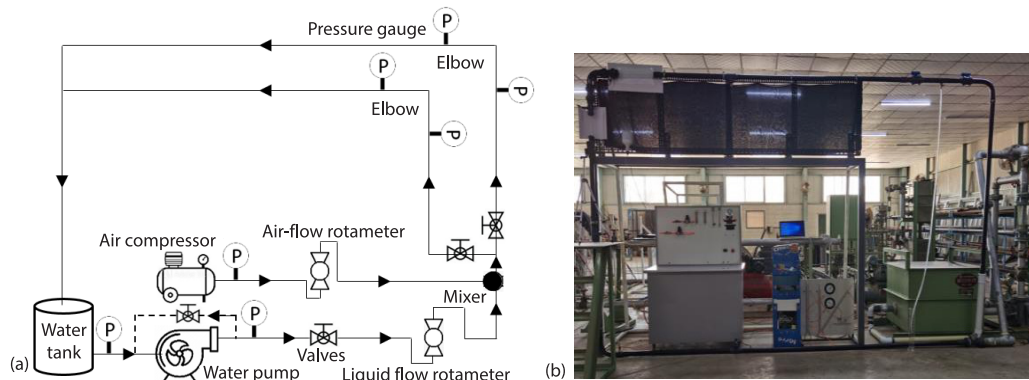 P
Pressure gauge
Elbow
P
Elbow
P
P
Air compressor
Air-flow rotameter
P
Mixer
Water
tank
P
P
Valves
(a)
Water pump
Liquid flow rotameter
(b)